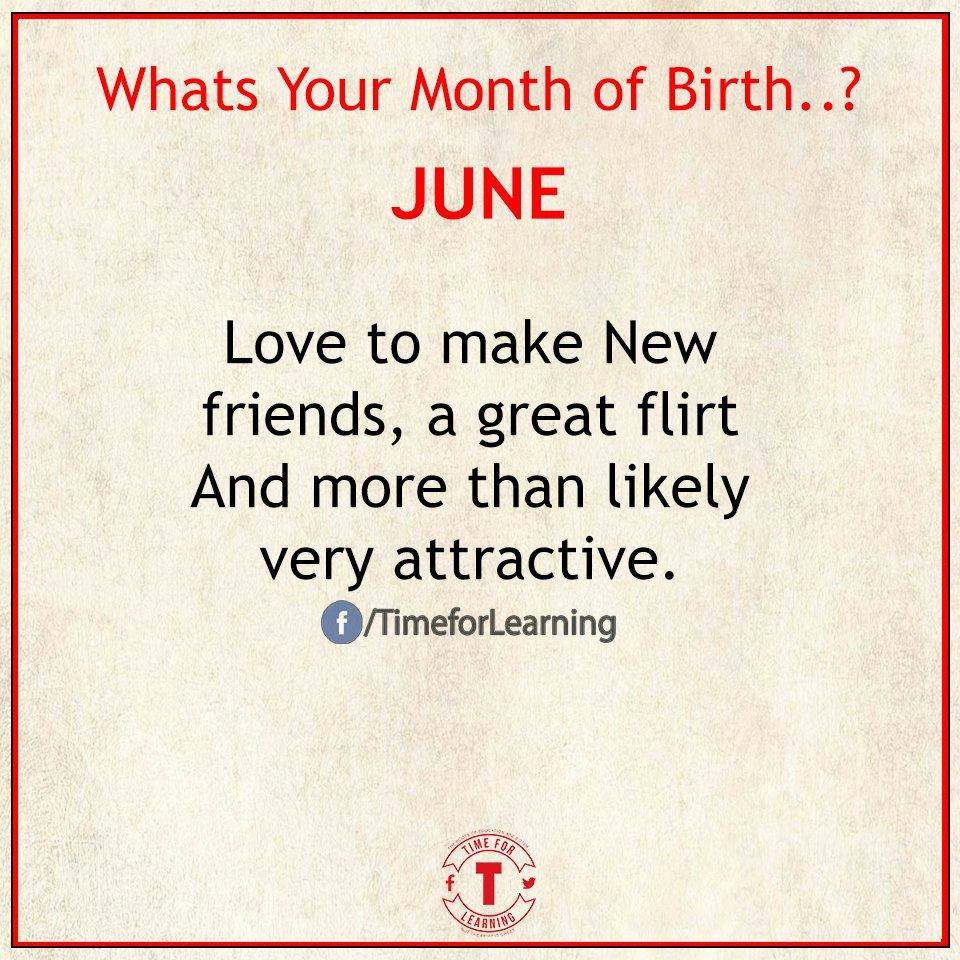 Whats Your Month of Birth..?
JUNE
Love to make New
friends, a great flirt
And more than likely
very attractive.
f/TimeforLearning
TIME FOR
f T
LEARNING